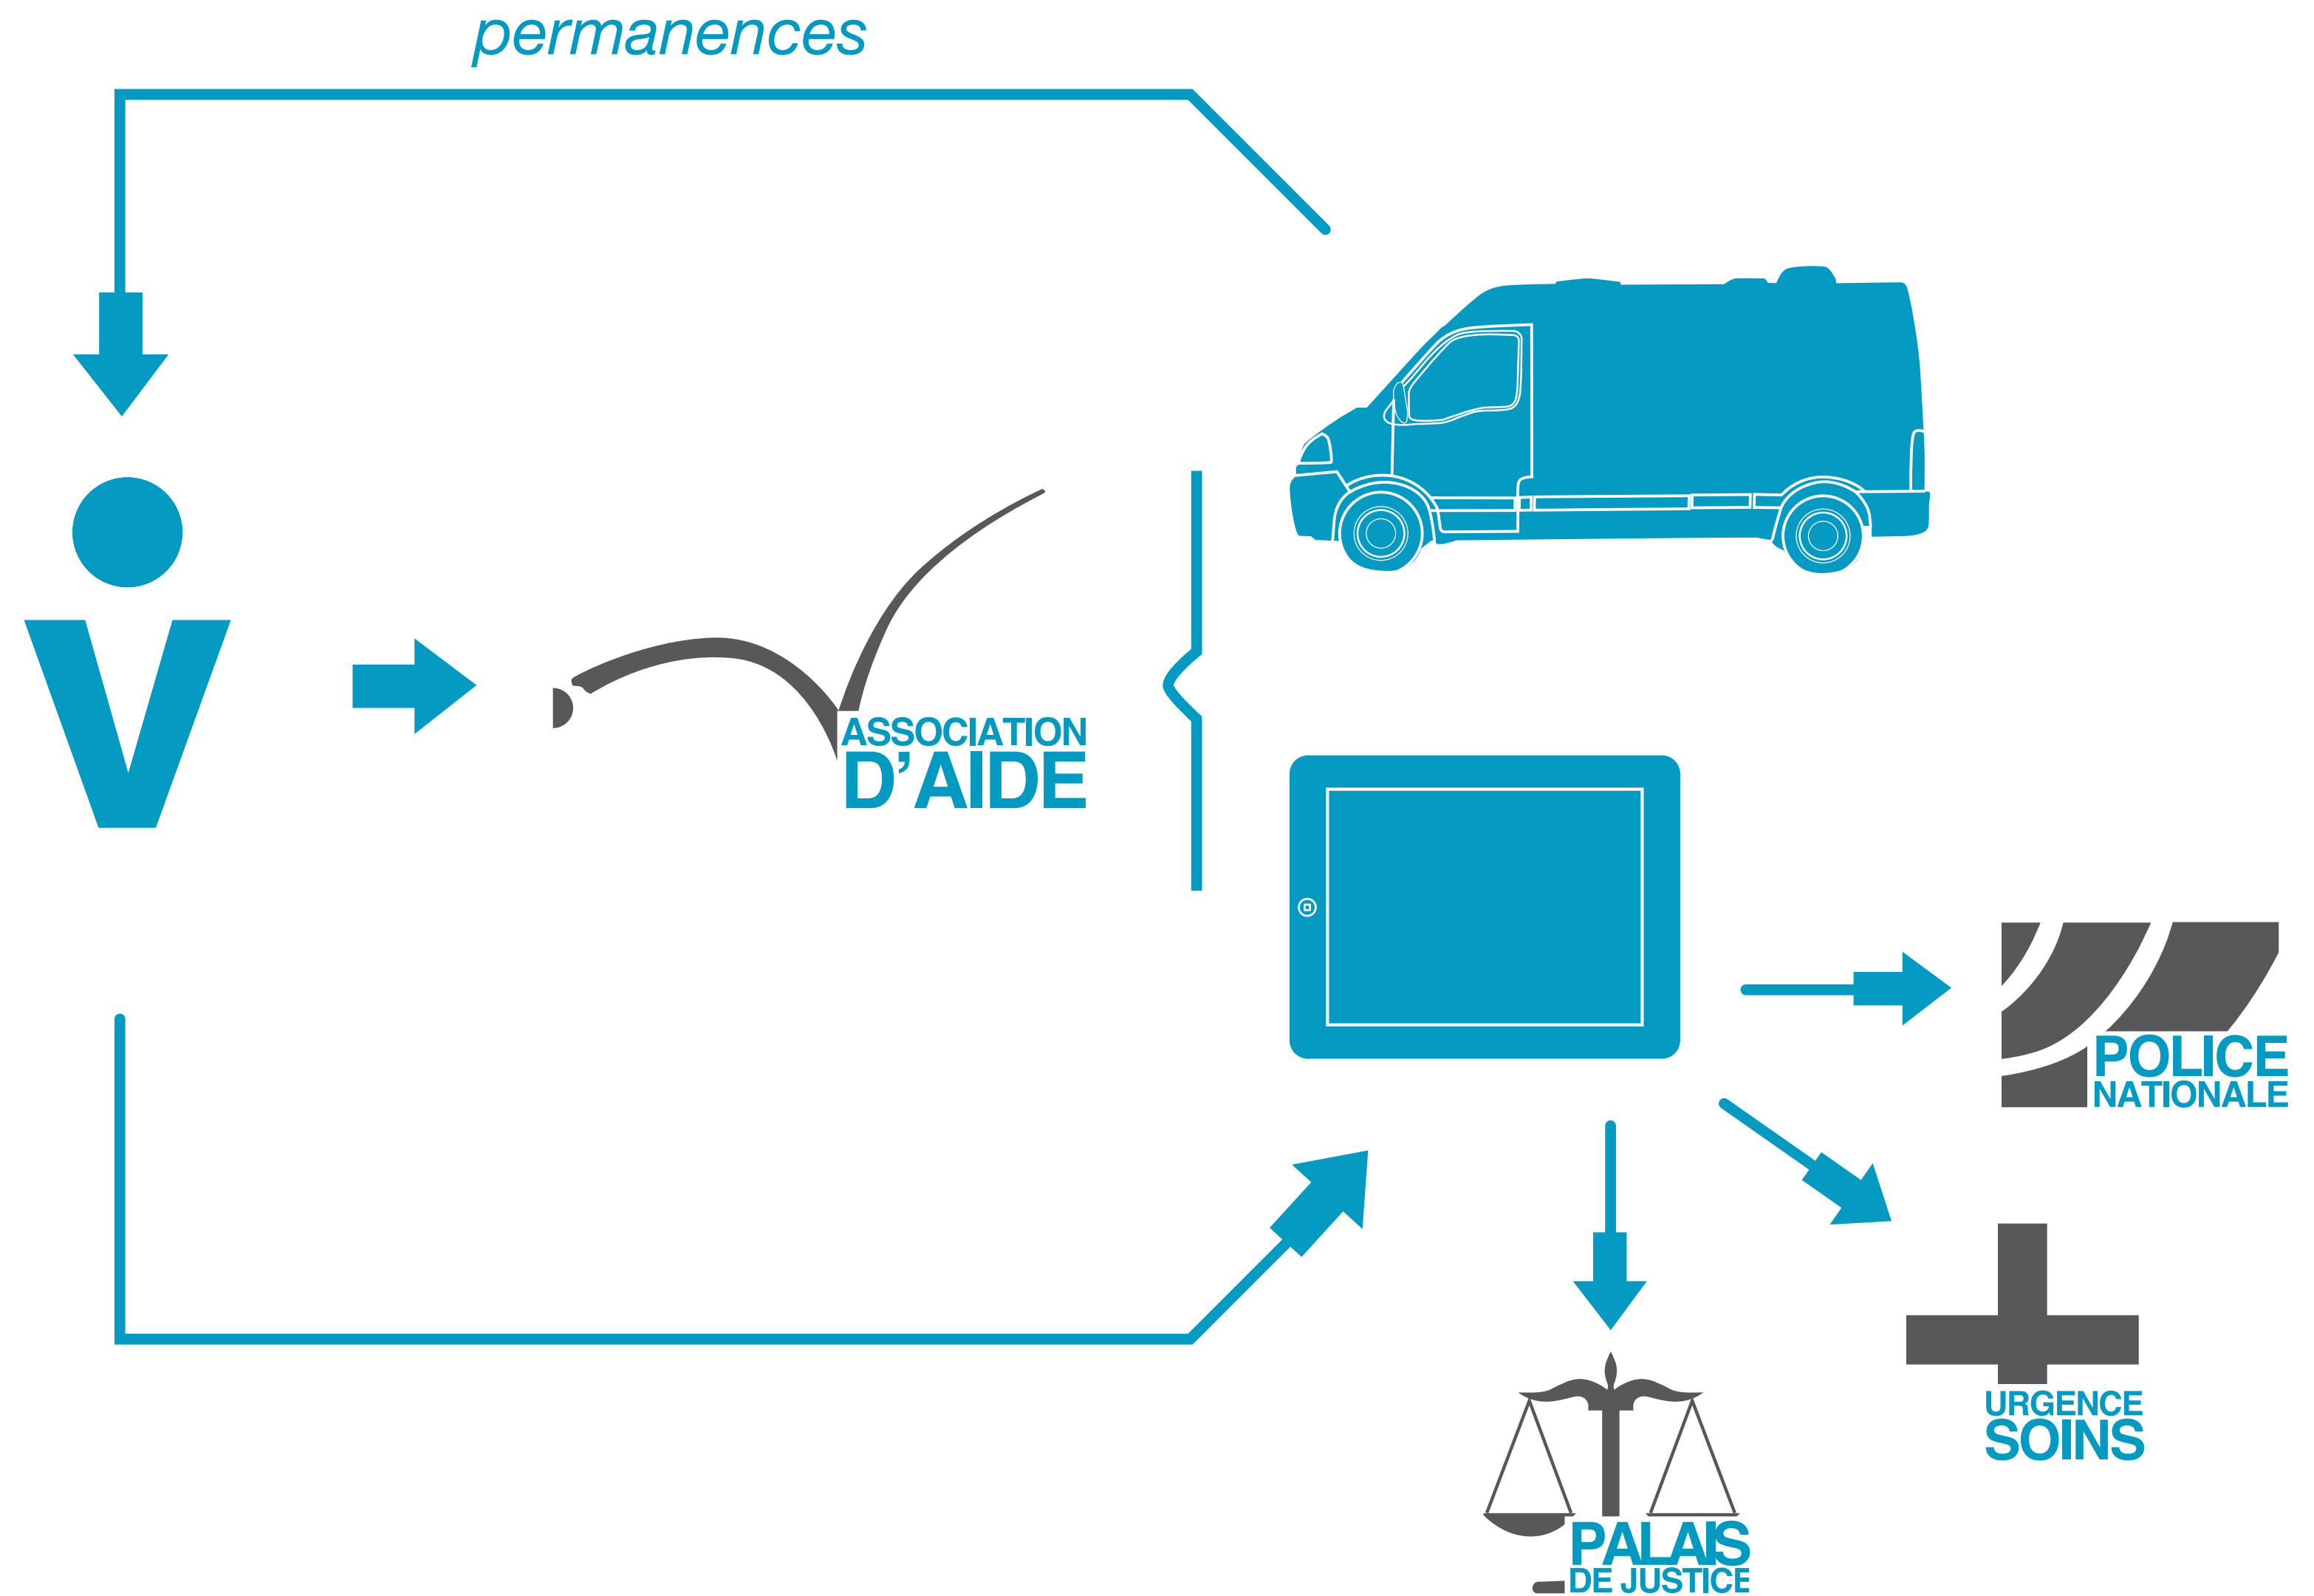 permanences
V
ASSOCIATION
D’AIDE
POLICE
NATIONALE
URGENCE
SOINS
PALAIS
DE JUSTICE